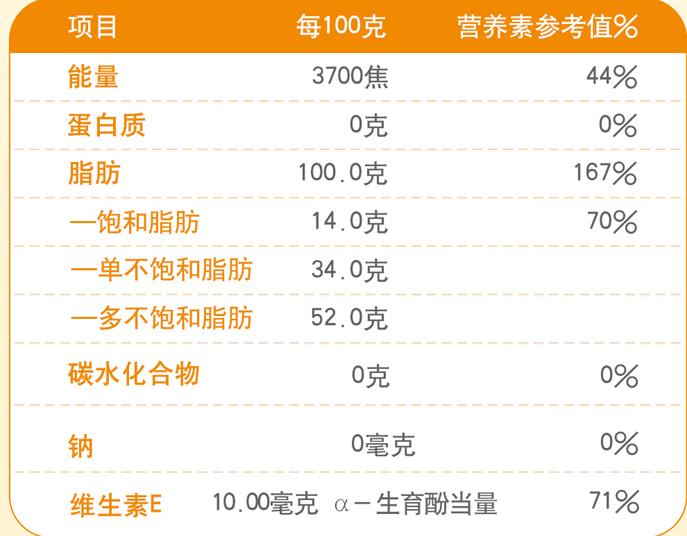 项目 每100克 营养素参考值%
能量 3700焦 44%
蛋白质 0克 0%
脂肪 100.0克 167%
—饱和脂肪 14.0克 70%
—单不饱和脂肪 34.0克
—多不饱和脂肪 52.0克
碳水化合物 0克 0%
钠 0毫克 0%
维生素E 10.00毫克 α-生育酚当量 71%